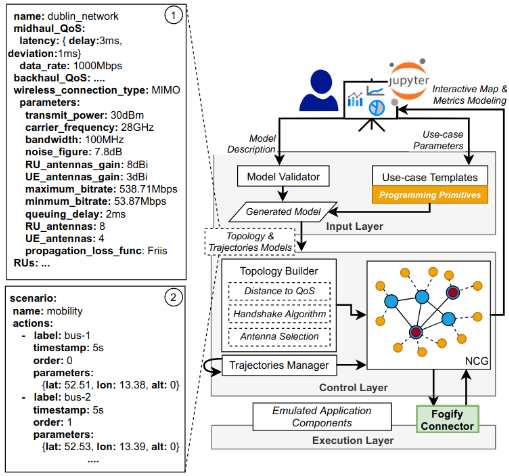 1
name: dublin_network
midhaul_QoS:
latency: { delay:3ms,
deviation:1ms}
data_rate: 1000Mbps
backhaul_QoS: ....
wireless_connection_type: MIMO
parameters:
transmit_power: 30dBm
carrier_frequency: 28GHz
bandwidth: 100MHz
noise_figure: 7.8dB
RU_antennas_gain: 8dBi
UE_antennas_gain: 3dBi
maximum_bitrate: 538.71Mbps
minmum_bitrate: 53.87Mbps
queuing_delay: 2ms
RU_antennas: 8
UE_antennas: 4
propagation_loss_func: Friis
RUs: ...
2
scenario:
name: mobility
actions:
- label: bus-1
timestamp: 5s
order: 0
parameters:
{lat: 52.51, lon: 13.38, alt: 0}
- label: bus-2
timestamp: 5s
order: 1
parameters:
{lat: 52.53, lon: 13.39, alt: 0}
....
jupyter
Interactive Map &
Metrics Modeling
Model
Description
Use-case
Parameters
Model Validator
Use-case Templates
Programming Primitives
Generated Model
Input Layer
Topology &
Trajectories Models
Topology Builder
Distance to QoS
Handshake Algorithm
Antenna Selection
Trajectories Manager
NCG
Control Layer
Emulated Application
Components
Fogify
Connector
Execution Layer